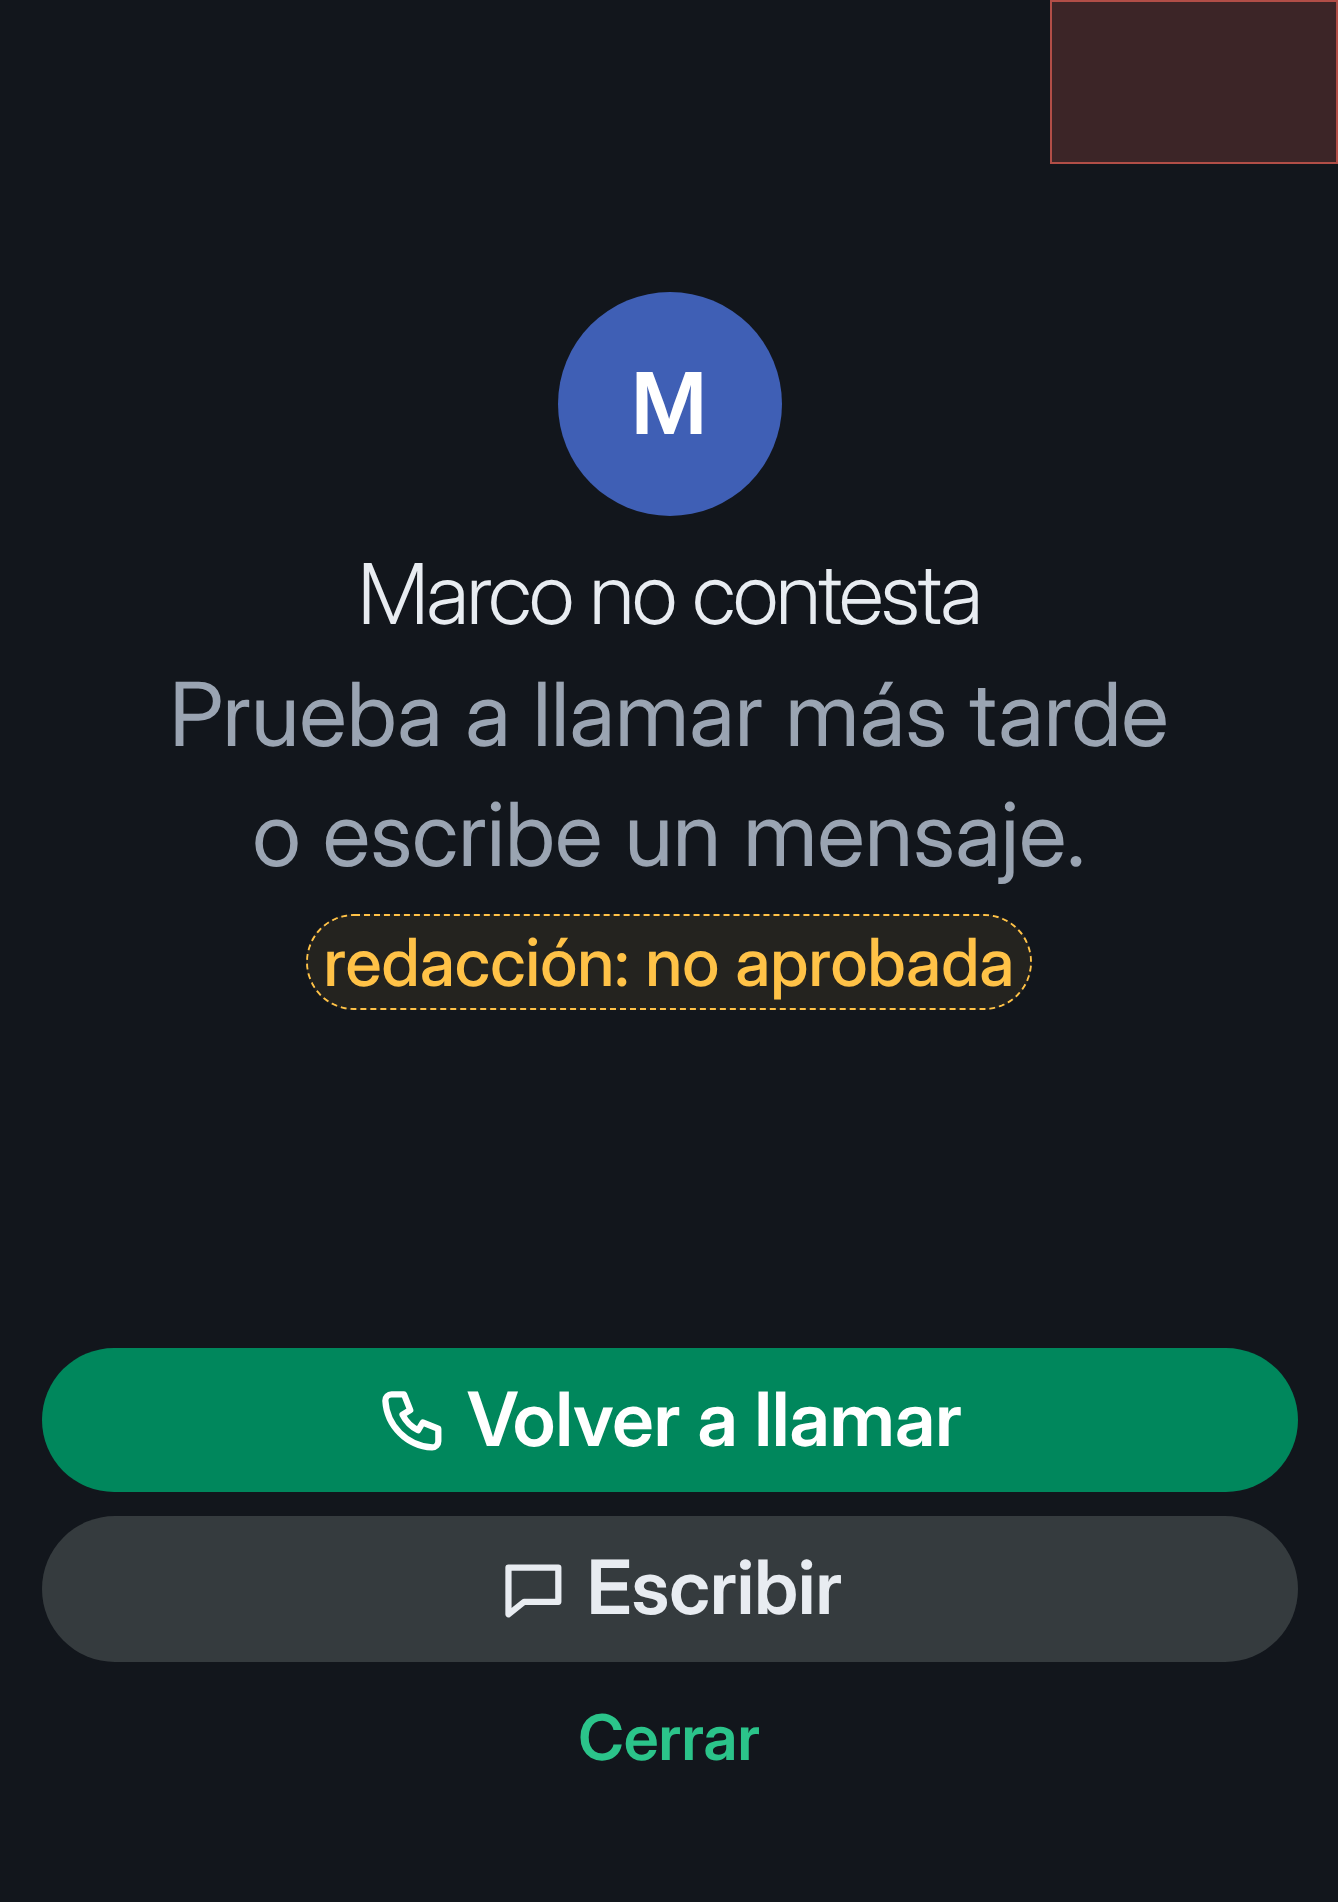 M
Marco no contesta
Prueba a llamar más tarde
o escribe un mensaje.
redacción: no aprobada
Volver a llamar
Escribir
Cerrar